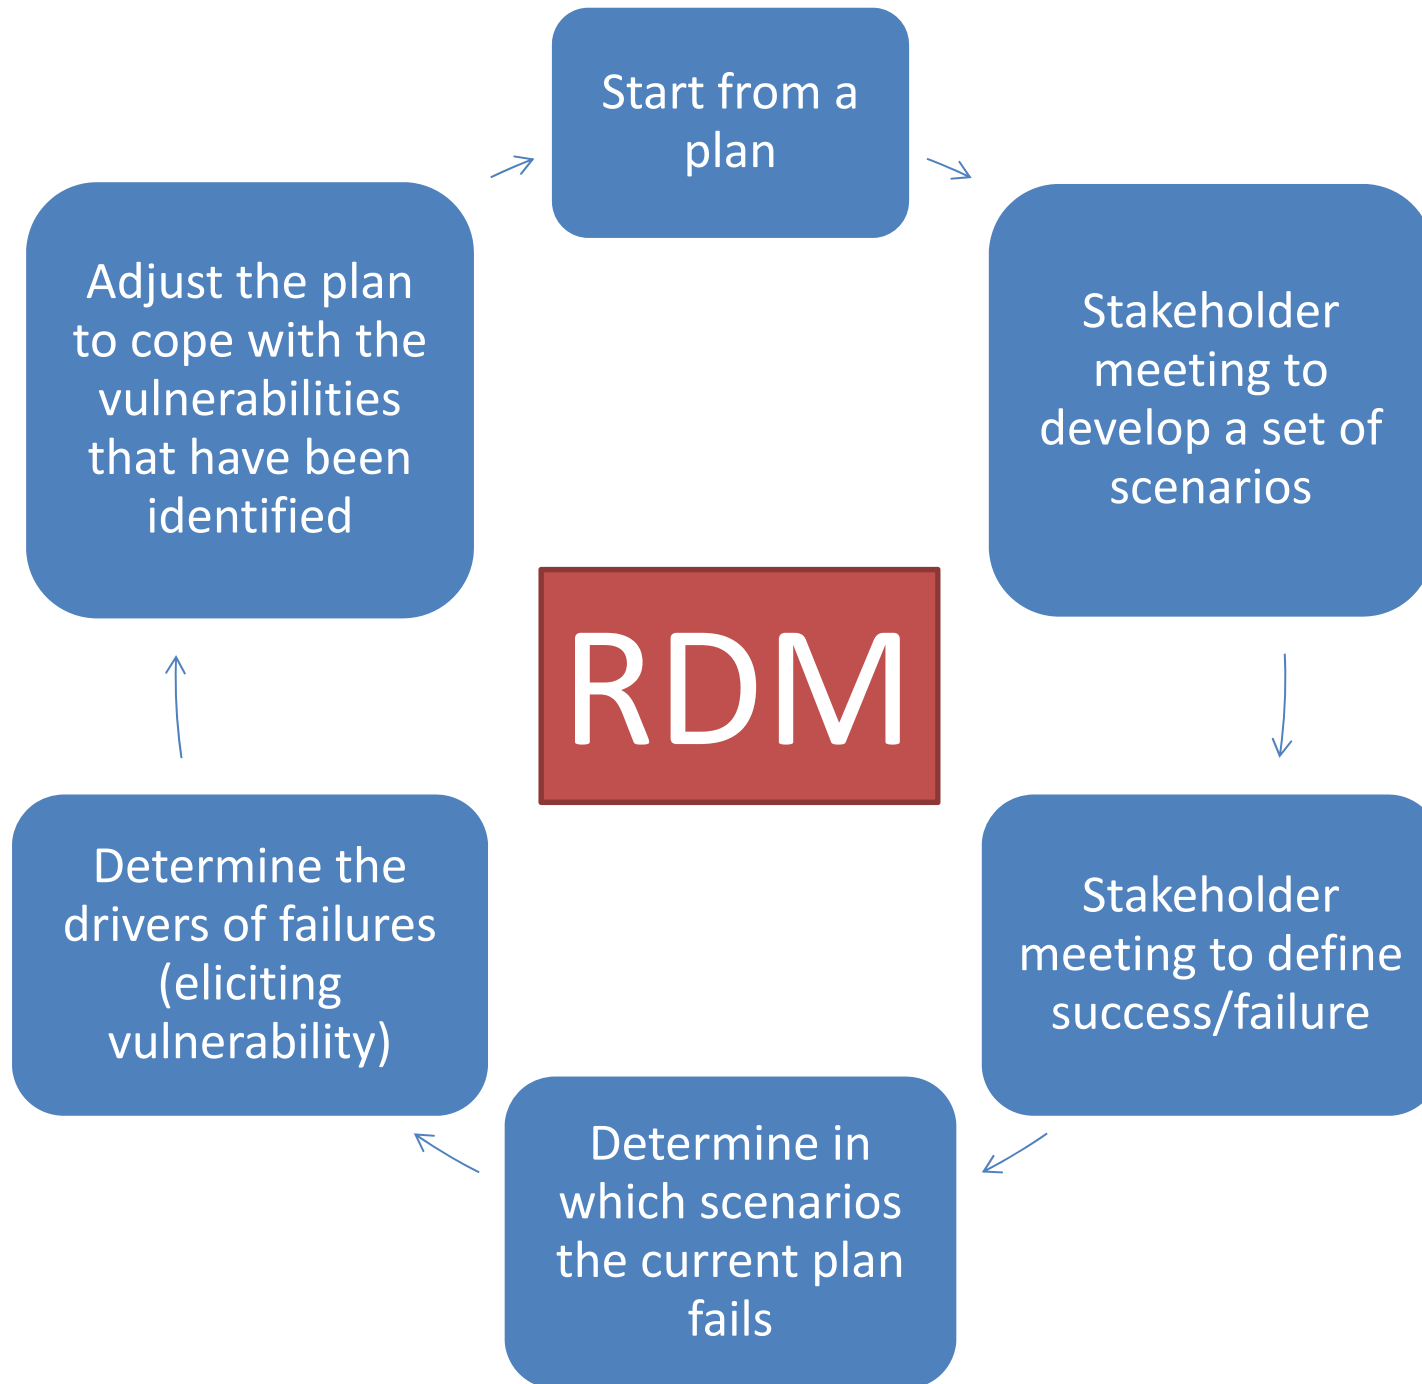 Start from a
plan
Stakeholder
meeting to
develop a set of
scenarios
Stakeholder
meeting to define
success/failure
Determine in
which scenarios
the current plan
fails
Determine the
drivers of failures
(eliciting
vulnerability)
Adjust the plan
to cope with the
vulnerabilities
that have been
identified
RDM